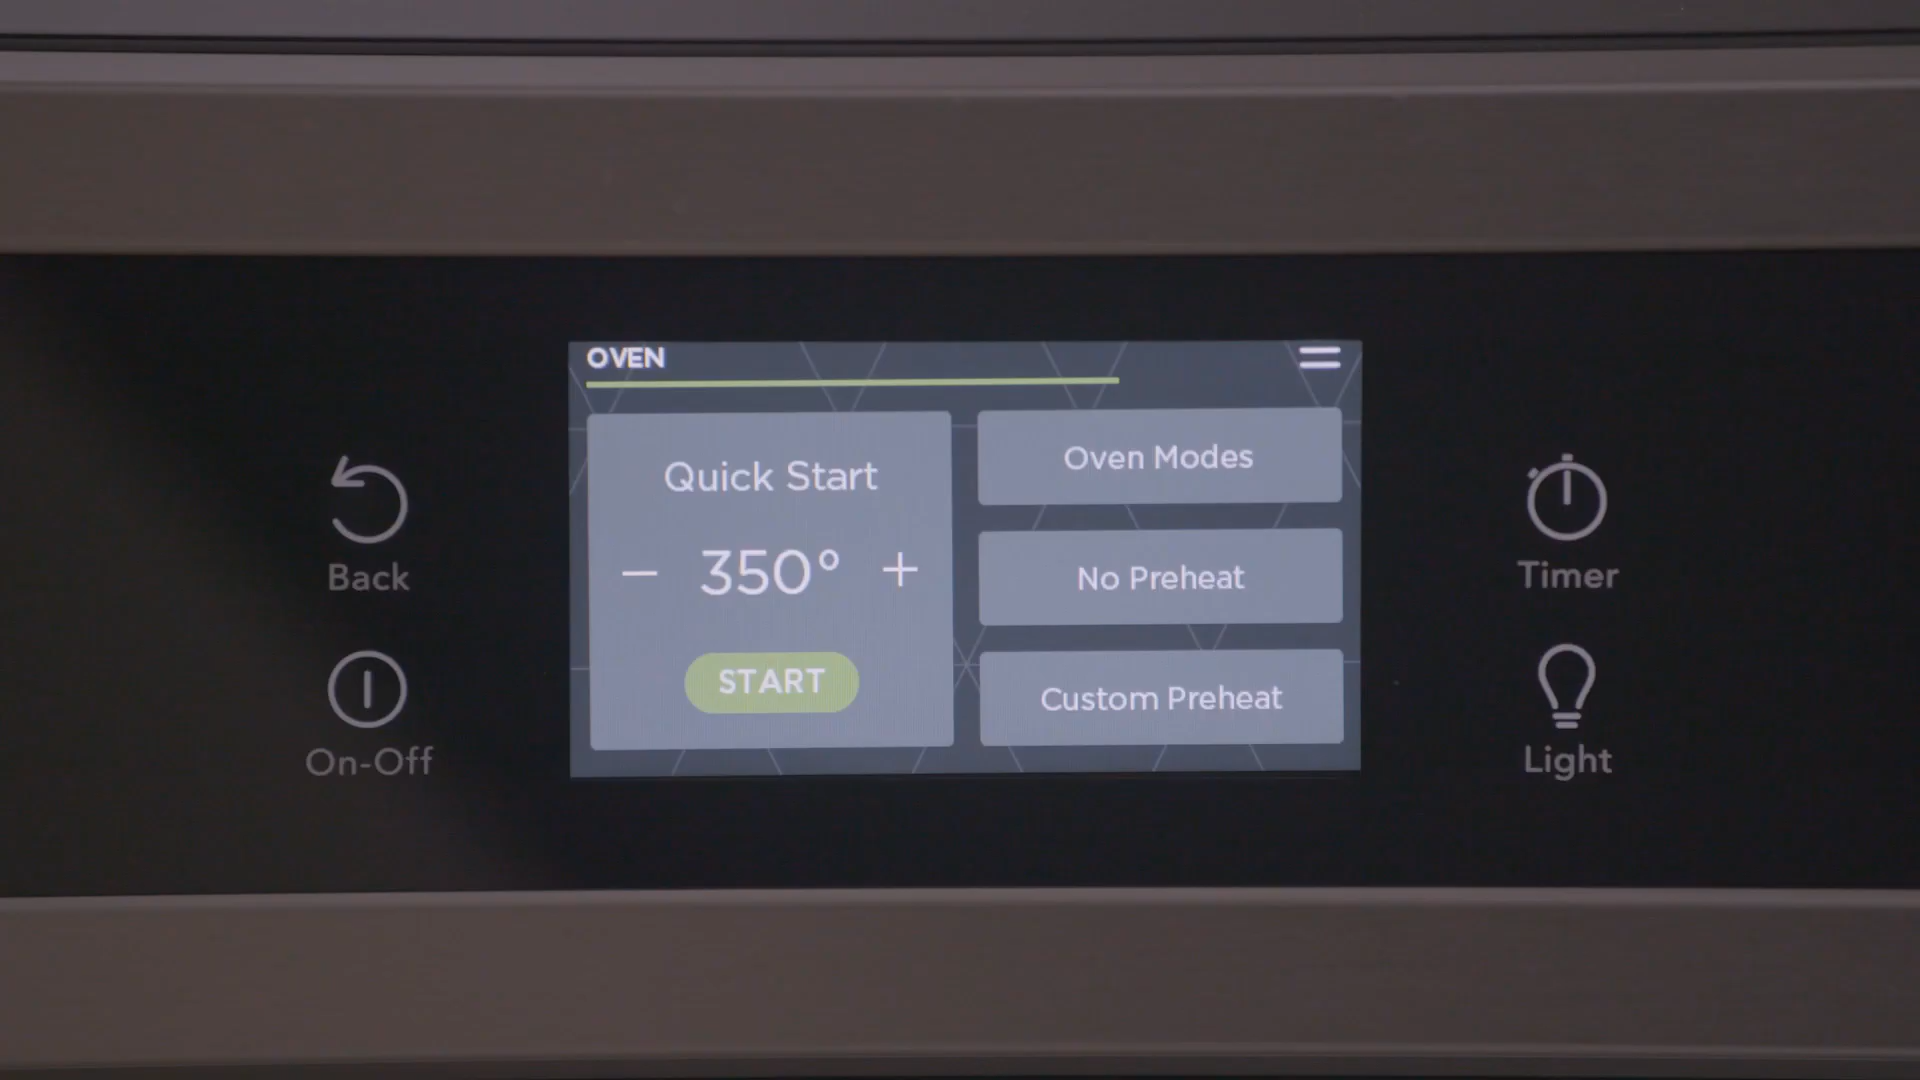 OVEN
Quick Start
− 350° +
START
Oven Modes
No Preheat
Custom Preheat
Back
On-Off
Timer
Light